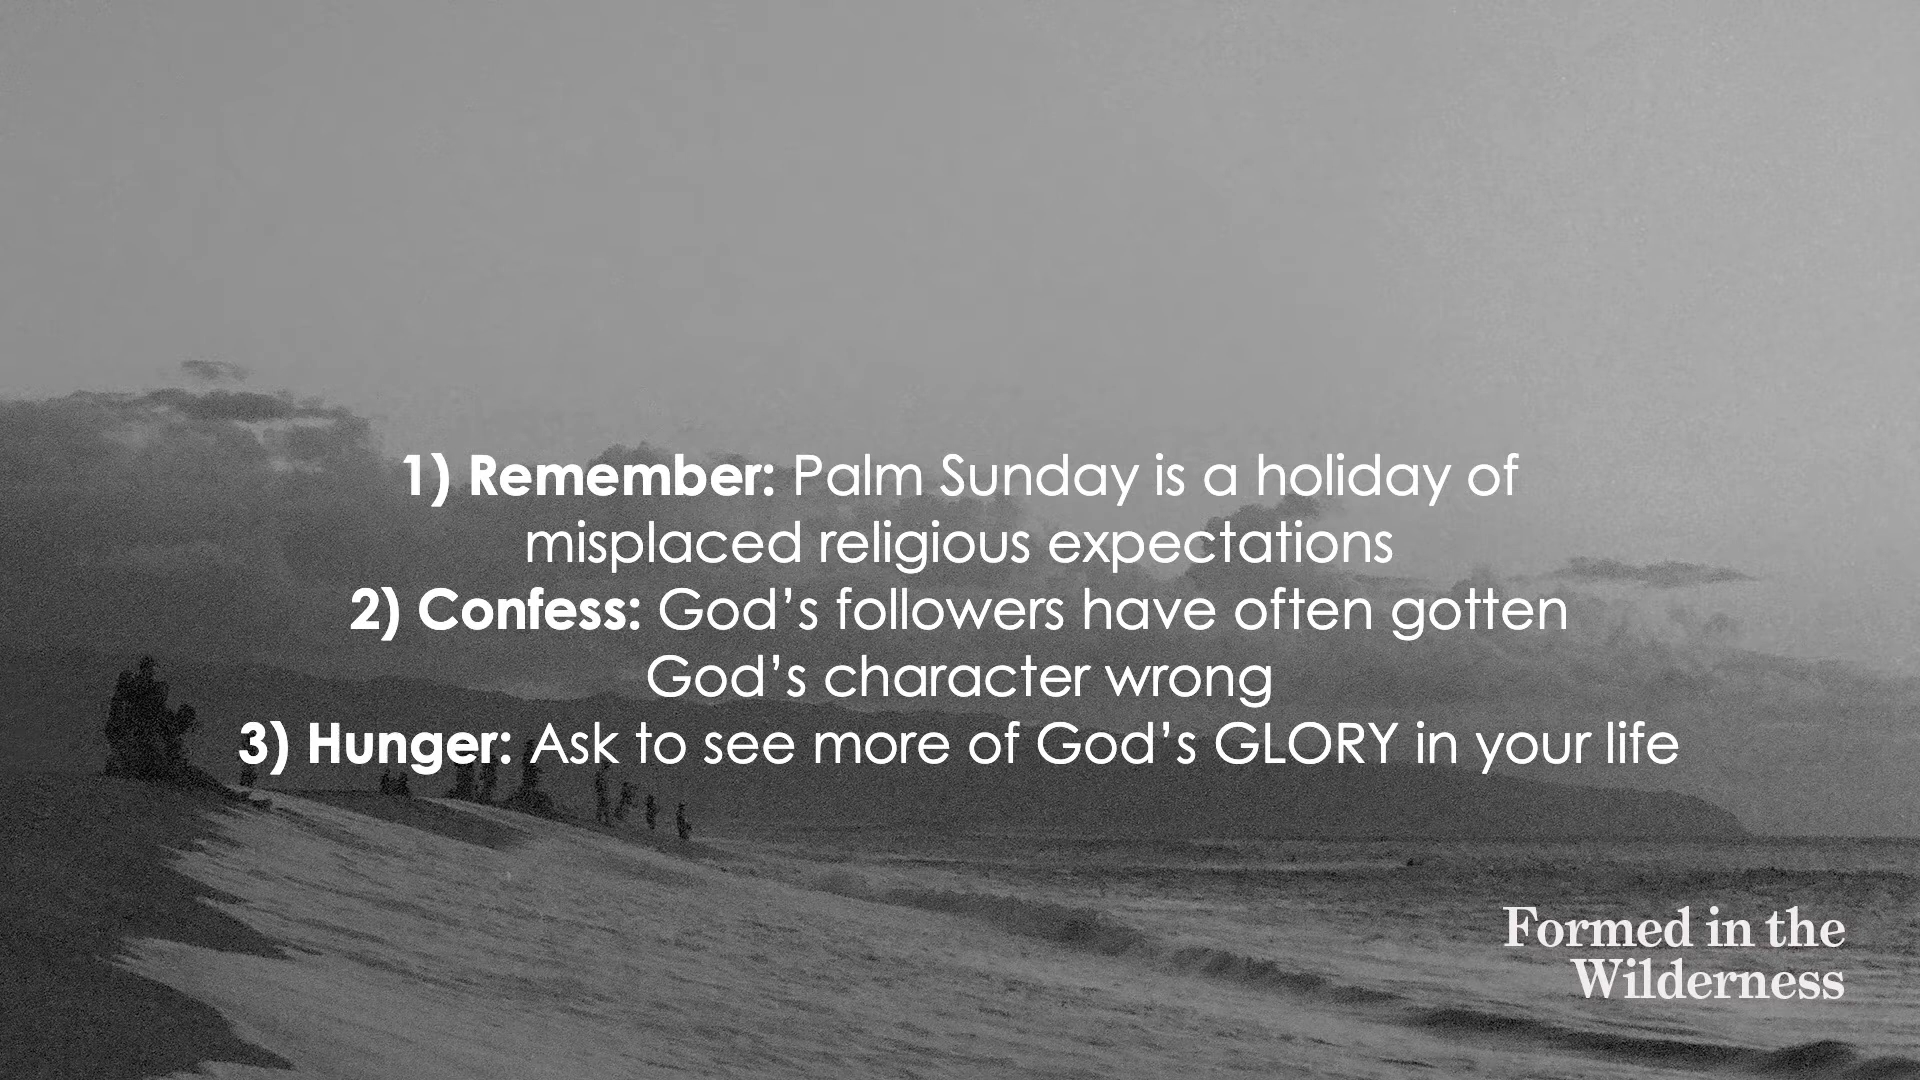 1) Remember: Palm Sunday is a holiday of
misplaced religious expectations
2) Confess: God’s followers have often gotten
God’s character wrong
3) Hunger: Ask to see more of God’s GLORY in your life
Formed in the
Wilderness